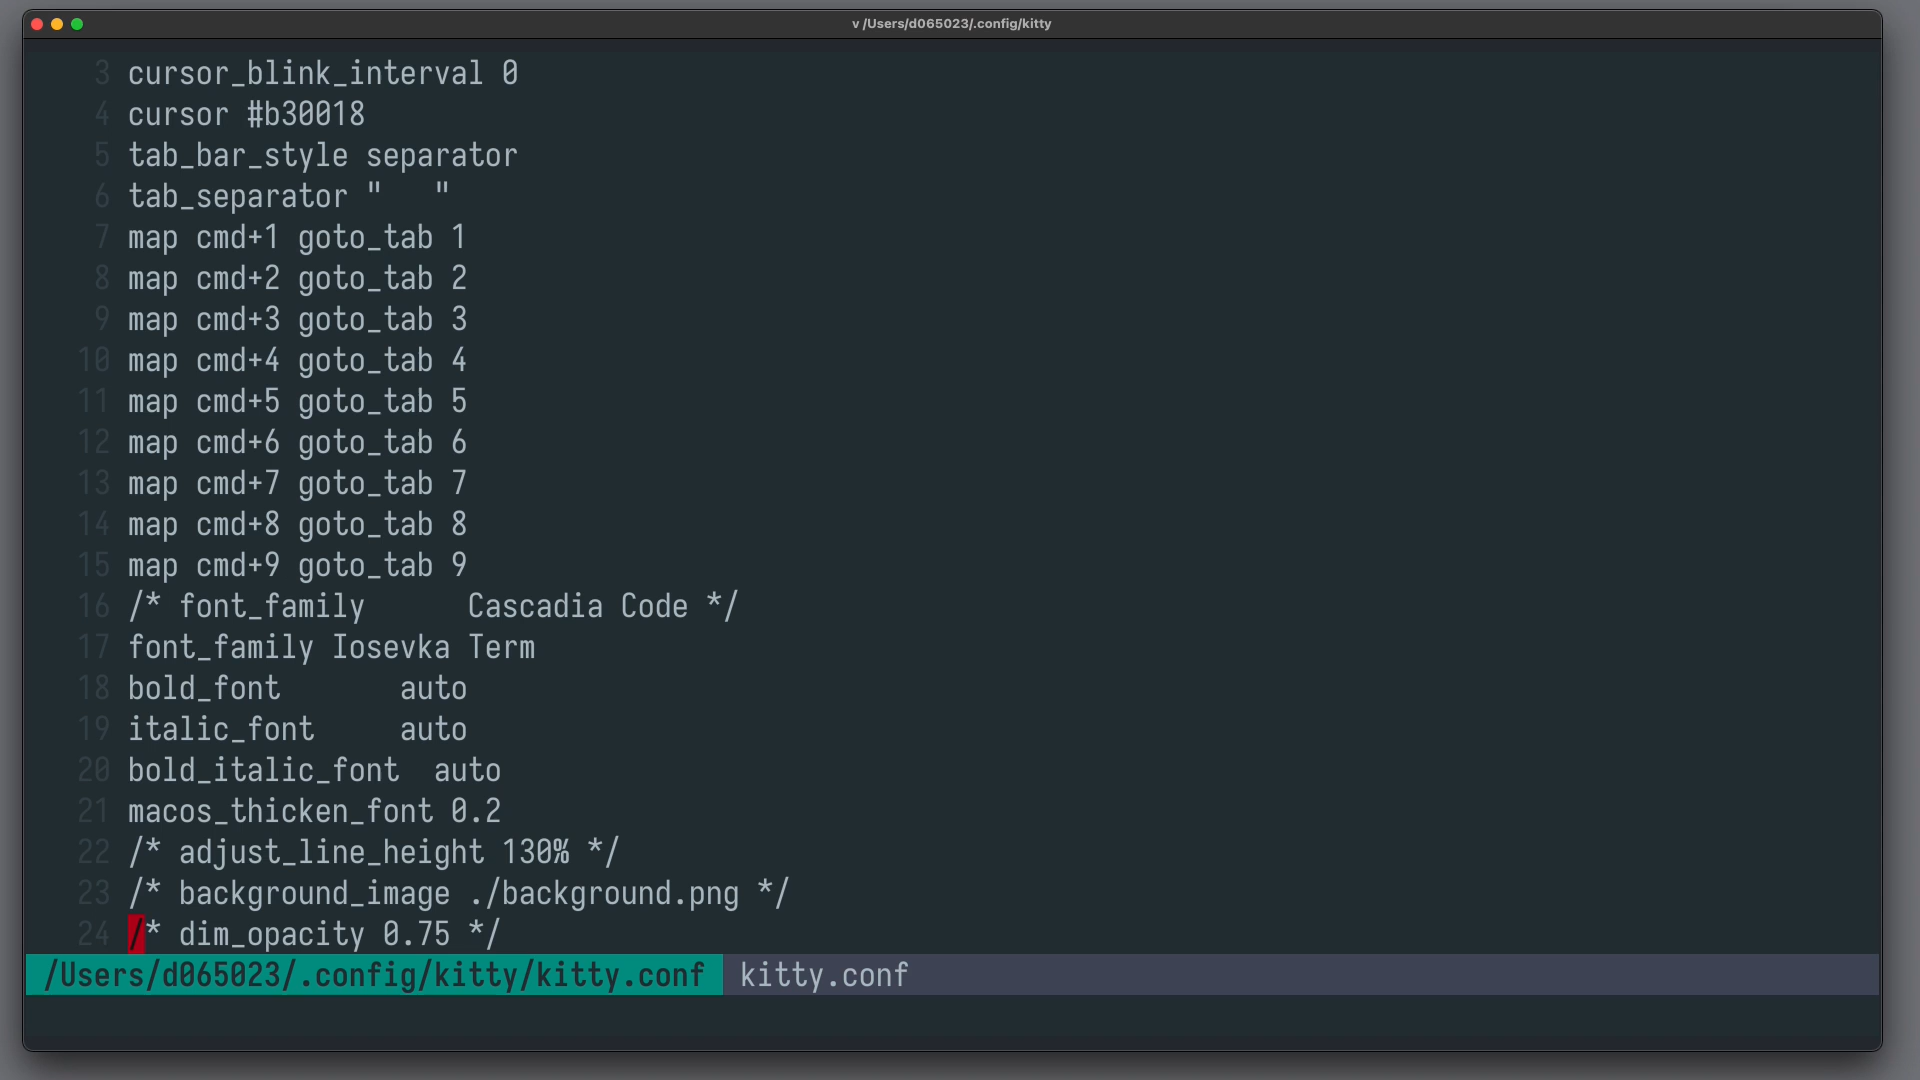 v /Users/d065023/.config/kitty
3 cursor_blink_interval 0
4 cursor #b30018
5 tab_bar_style separator
6 tab_separator "   "
7 map cmd+1 goto_tab 1
8 map cmd+2 goto_tab 2
9 map cmd+3 goto_tab 3
10 map cmd+4 goto_tab 4
11 map cmd+5 goto_tab 5
12 map cmd+6 goto_tab 6
13 map cmd+7 goto_tab 7
14 map cmd+8 goto_tab 8
15 map cmd+9 goto_tab 9
16 /* font_family      Cascadia Code */
17 font_family Iosevka Term
18 bold_font       auto
19 italic_font     auto
20 bold_italic_font  auto
21 macos_thicken_font 0.2
22 /* adjust_line_height 130% */
23 /* background_image ./background.png */
24 /* dim_opacity 0.75 */
/Users/d065023/.config/kitty/kitty.conf  kitty.conf